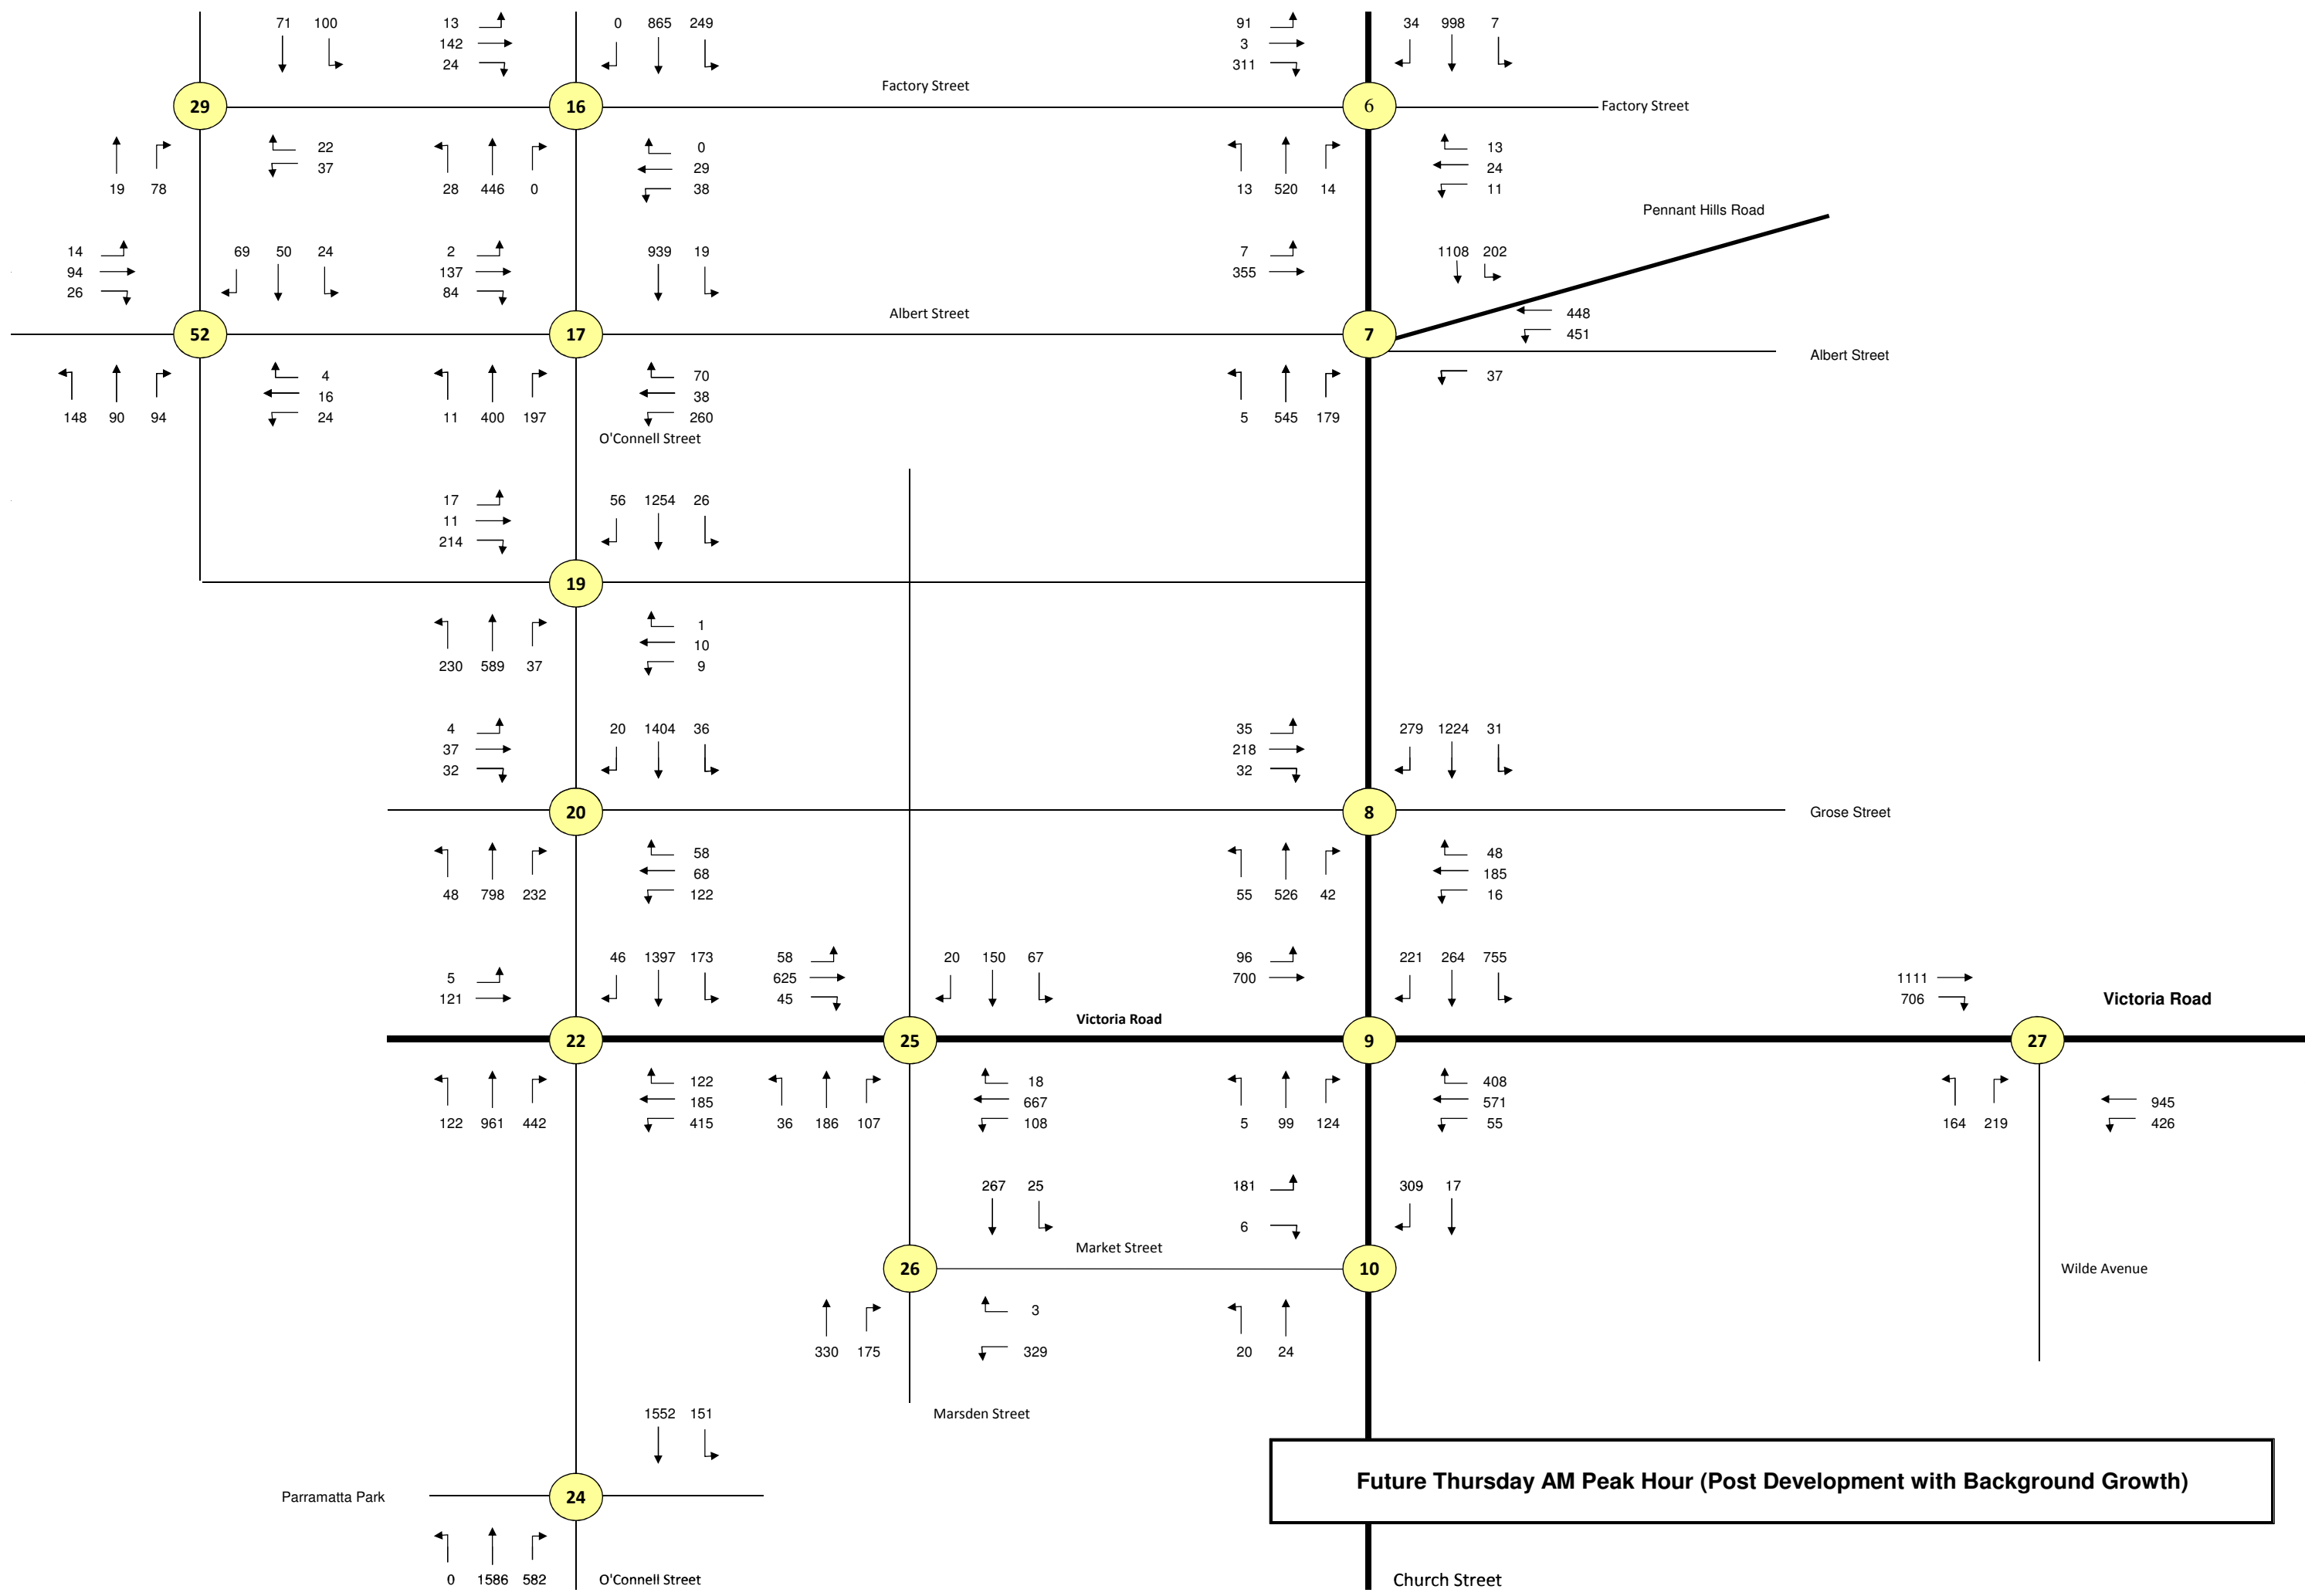 71 100 13 0 865 249 91 34 998 7
142 3
24 311
Factory Street
29 16 6 Factory Street
22 0 13
37 29 24
19 78 28 446 0 38 13 520 14 11
Pennant Hills Road
14 69 50 24 2 939 19 7 1108 202
94 137 355
26 84
Albert Street 448
52 17 7 451
Albert Street
4 70 37
16 38
148 90 94 24 11 400 197 260 5 545 179
O'Connell Street
17 56 1254 26
11
214
19
1
10
230 589 37 9
4 20 1404 36 35 279 1224 31
37 218
32 32
20 8 Grose Street
58 48
68 185
48 798 232 122 55 526 42 16
46 1397 173 58 20 150 67 96 221 264 755
5 625 700 1111
121 45 706 Victoria Road
Victoria Road
22 25 9 27
122 18 408
185 667 571 945
122 961 442 415 36 186 107 108 5 99 124 55 164 219 426
267 25 181 309 17
6
Market Street
26 10 Wilde Avenue
3
330 175 329 20 24
1552 151 Marsden Street
Future Thursday AM Peak Hour (Post Development with Background Growth)
Parramatta Park 24
0 1586 582 O'Connell Street Church Street